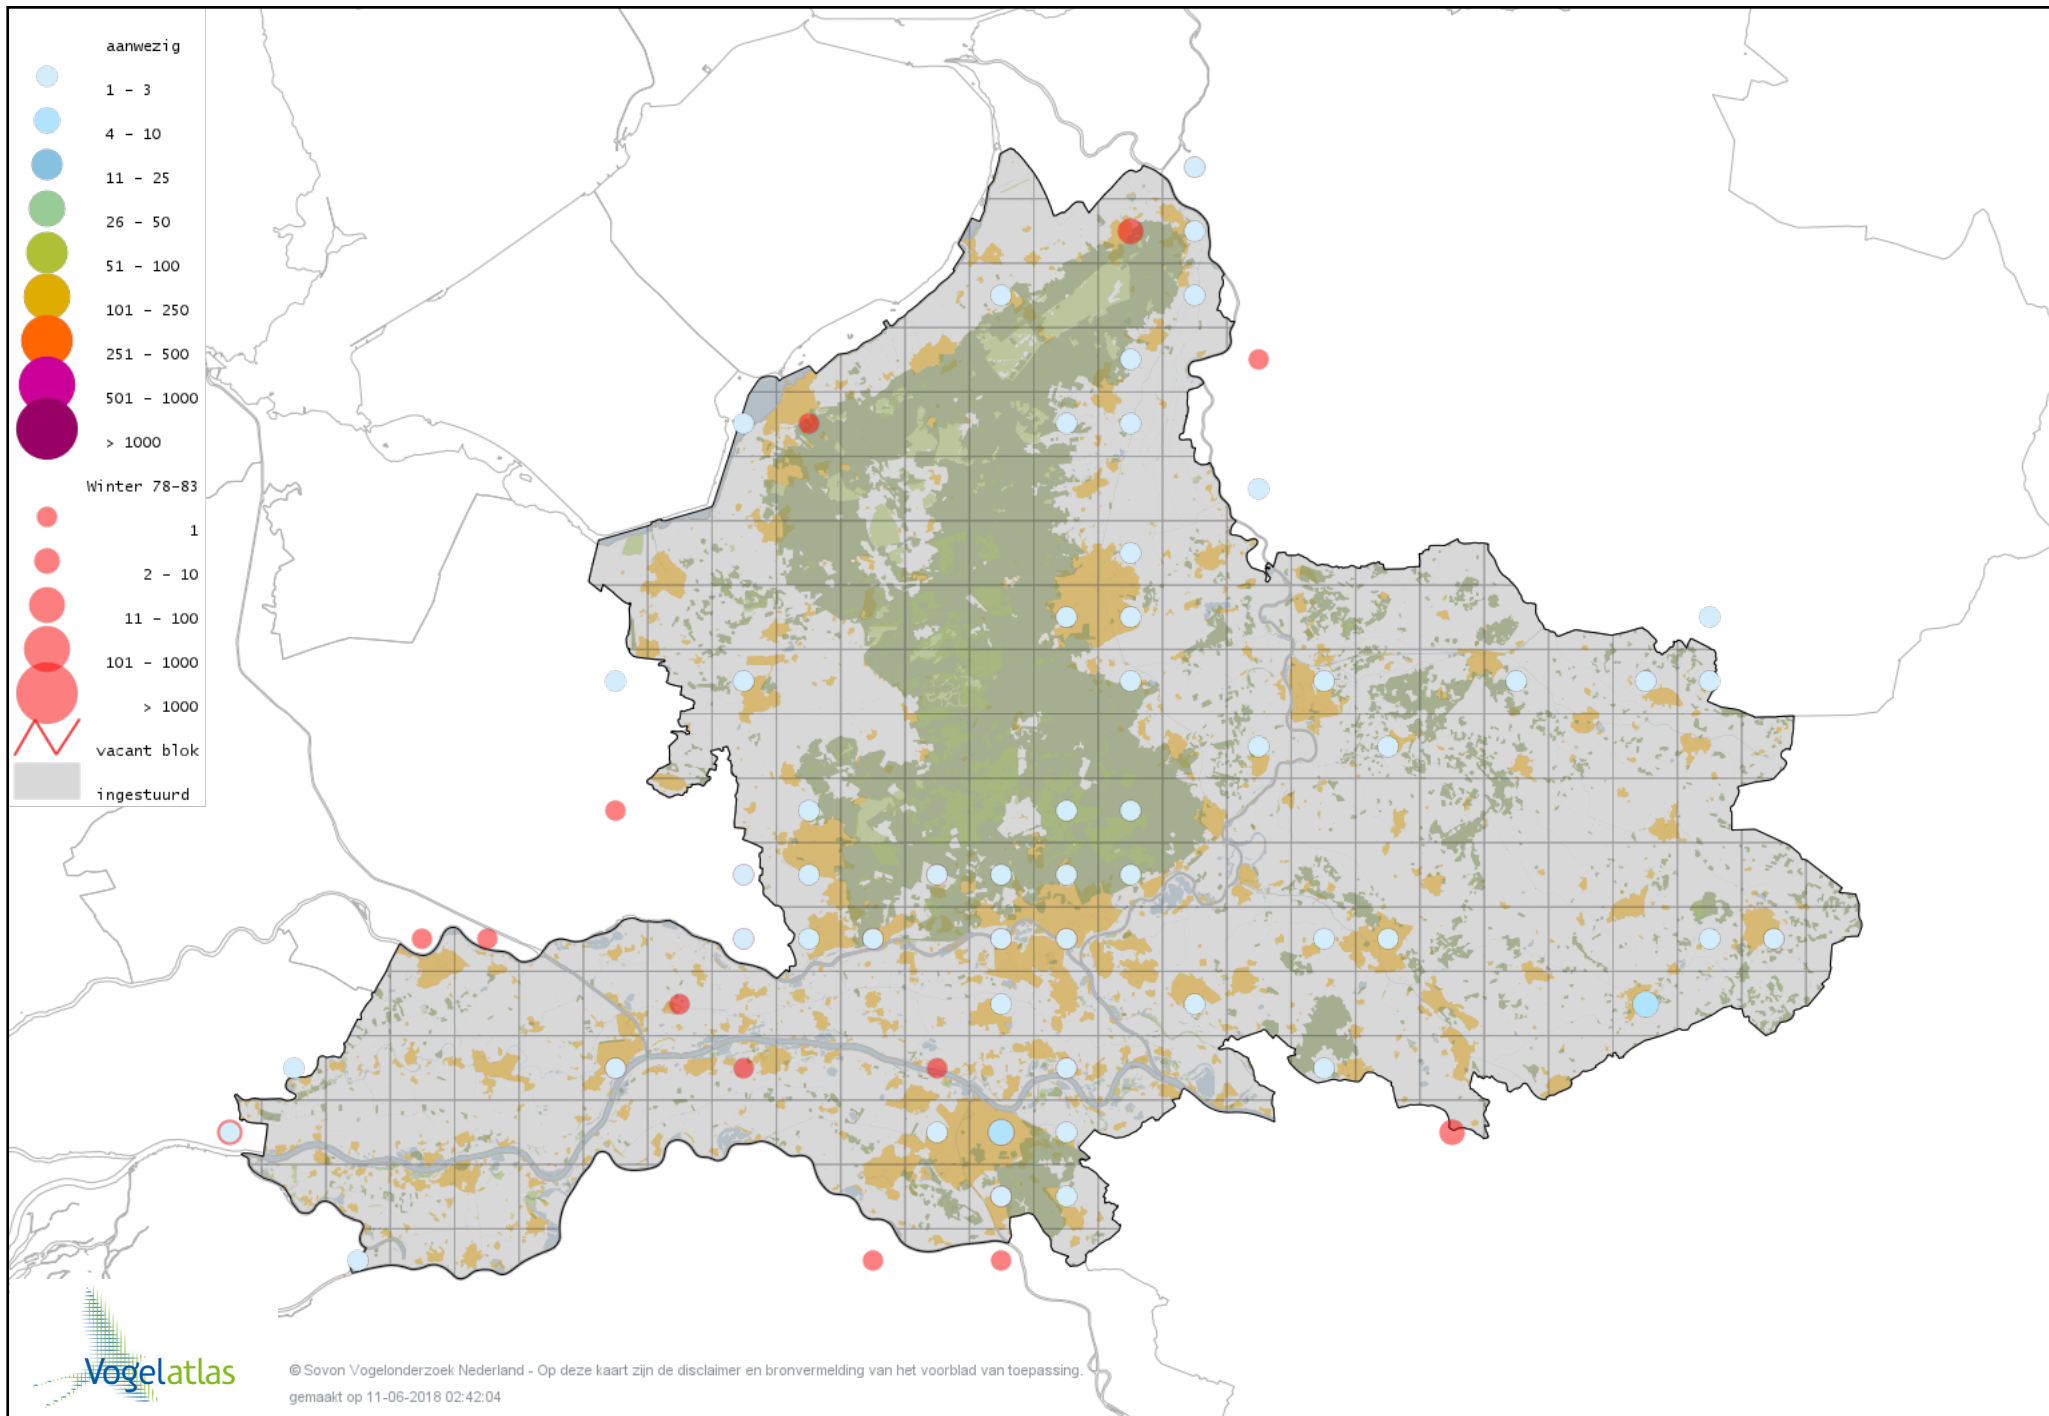 aanwezig
1 - 3
4 - 10
11 - 25
26 - 50
51 - 100
101 - 250
251 - 500
501 - 1000
> 1000
Winter 78-83
1
2 - 10
11 - 100
101 - 1000
> 1000
vacant blok
ingestuurd
Vogelatlas
© Sovon Vogelonderzoek Nederland - Op deze kaart zijn de disclaimer en bronvermelding van het voorblad van toepassing.
gemaakt op 11-06-2018 02:42:04